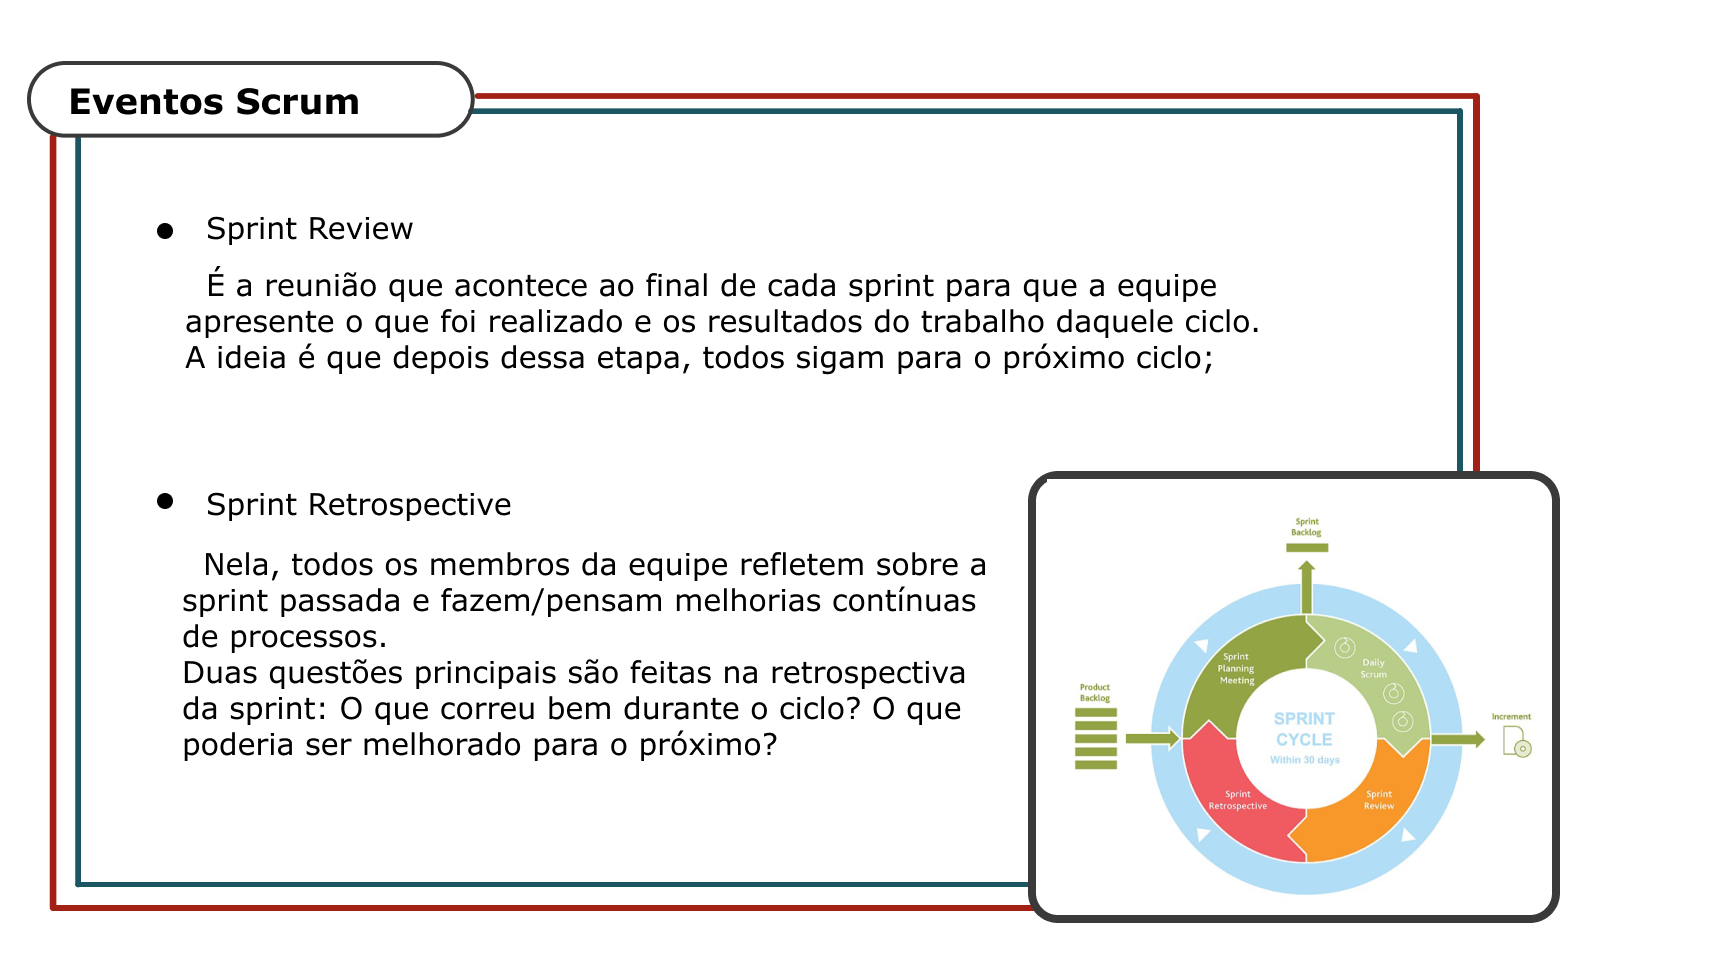 Eventos Scrum
● Sprint Review
É a reunião que acontece ao final de cada sprint para que a equipe
apresente o que foi realizado e os resultados do trabalho daquele ciclo.
A ideia é que depois dessa etapa, todos sigam para o próximo ciclo;
● Sprint Retrospective
Nela, todos os membros da equipe refletem sobre a
sprint passada e fazem/pensam melhorias contínuas
de processos.
Duas questões principais são feitas na retrospectiva
da sprint: O que correu bem durante o ciclo? O que
poderia ser melhorado para o próximo?
Sprint
Backlog
Sprint
Planning
Meeting
Daily
Scrum
Product
Backlog
SPRINT
CYCLE
Within 30 days
Increment
Sprint
Retrospective
Sprint
Review